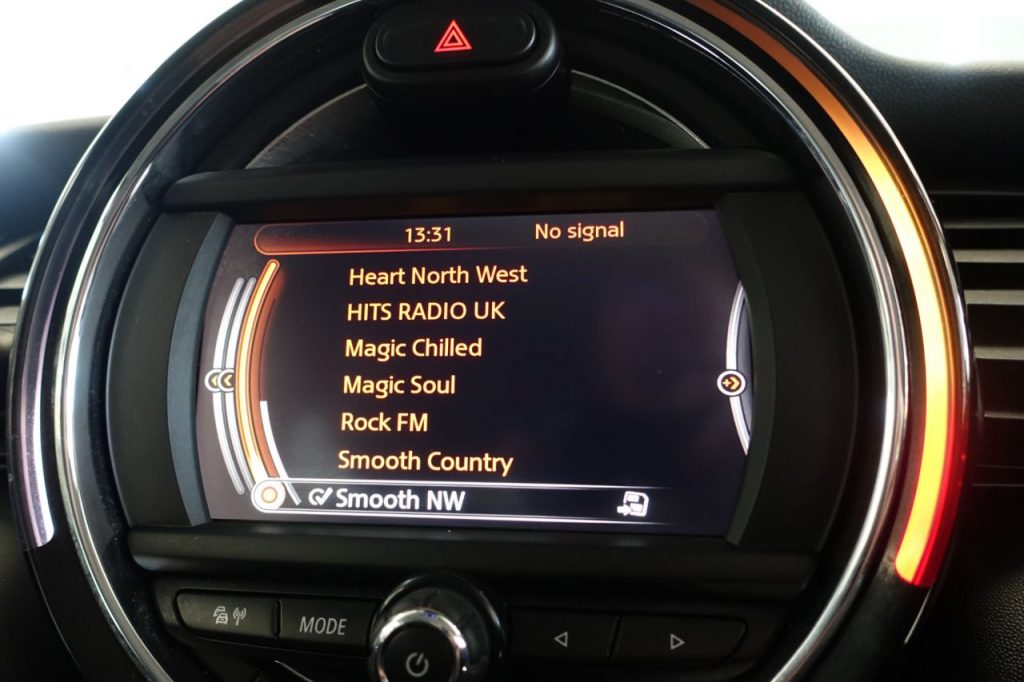 13:31 No signal
Heart North West
HITS RADIO UK
Magic Chilled
Magic Soul
Rock FM
Smooth Country
Smooth NW
MODE